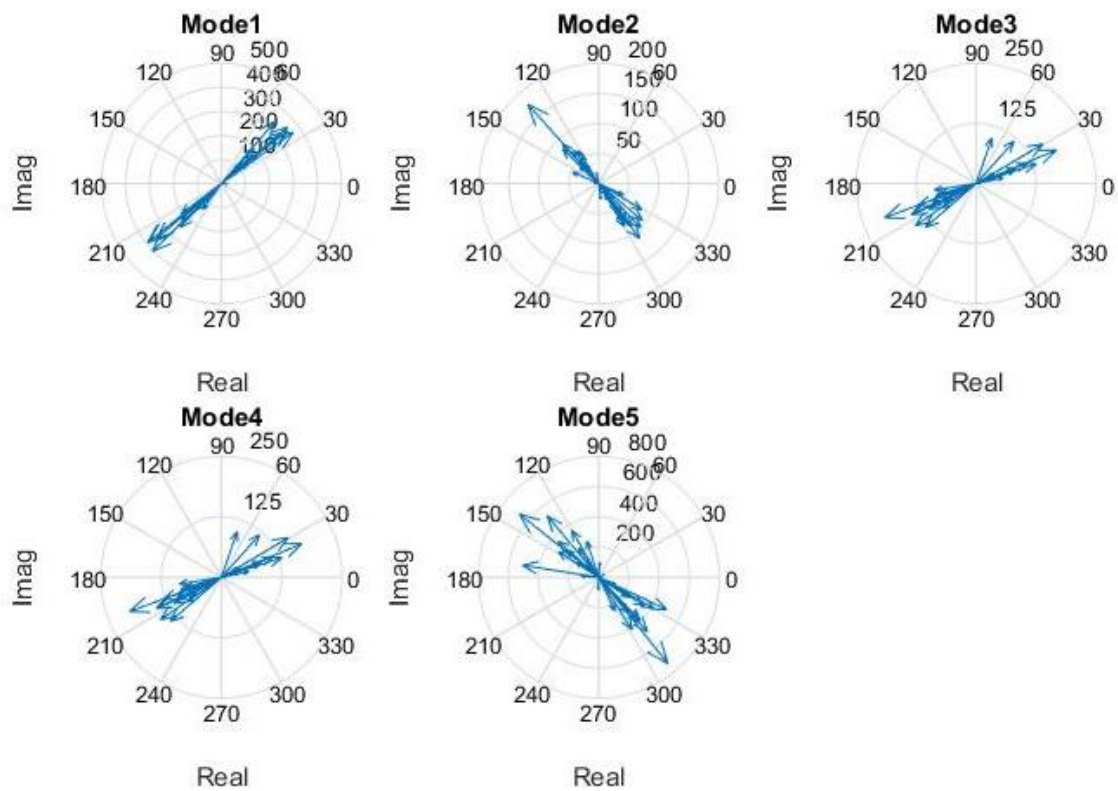 Mode1
90 500
120 400 60
300
150 200 30
100
Imag
180 0
210 330
240 300
270
Real
Mode2
90 200
120 150 60
100
150 50 30
Imag
180 0
210 330
240 300
270
Real
Mode3
90 250
120 60
125
150 30
Imag
180 0
210 330
240 300
270
Real
Mode4
90 250
120 60
125
150 30
Imag
180 0
210 330
240 300
270
Real
Mode5
90 800
120 600 60
400
150 200 30
Imag
180 0
210 330
240 300
270
Real